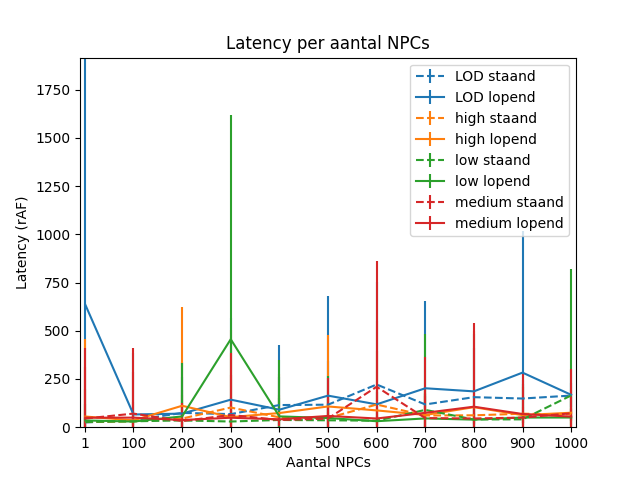 Latency per aantal NPCs
LOD staand
LOD lopend
high staand
high lopend
low staand
low lopend
medium staand
medium lopend
Latency (rAF)
1750
1500
1250
1000
750
500
250
0
1 100 200 300 400 500 600 700 800 900 1000
Aantal NPCs